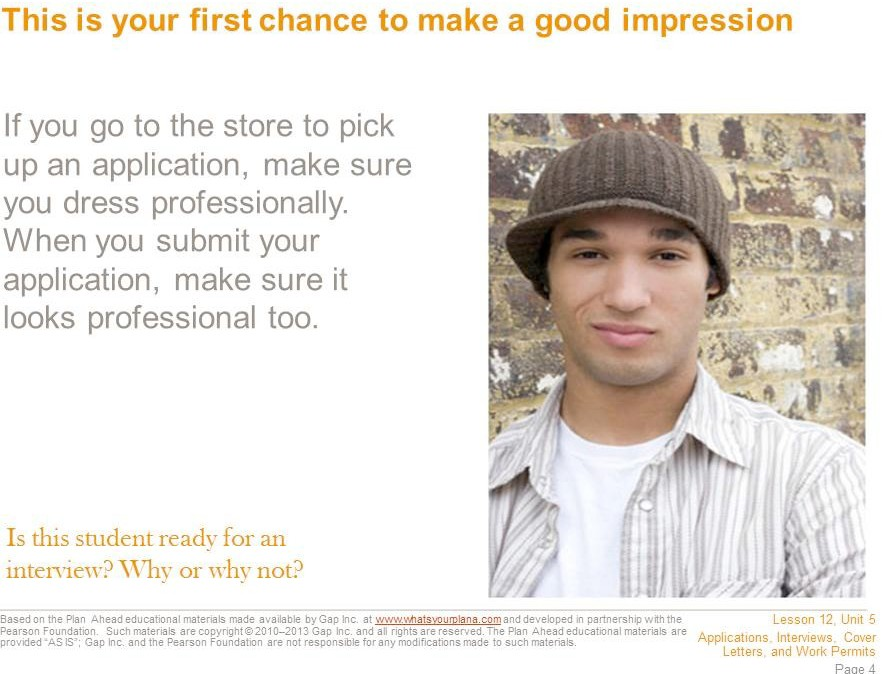 This is your first chance to make a good impression
If you go to the store to pick
up an application, make sure
you dress professionally.
When you submit your
application, make sure it
looks professional too.
Is this student ready for an
interview? Why or why not?
Based on the Plan Ahead educational materials made available by Gap Inc. at www.whatsyourplana.com and developed in partnership with the
Pearson Foundation. Such materials are copyright © 2010–2013 Gap Inc. and all rights are reserved. The Plan Ahead educational materials are
provided “AS IS”; Gap Inc. and the Pearson Foundation are not responsible for any modifications made to such materials.
Lesson 12, Unit 5
Applications, Interviews, Cover
Letters, and Work Permits
Page 4